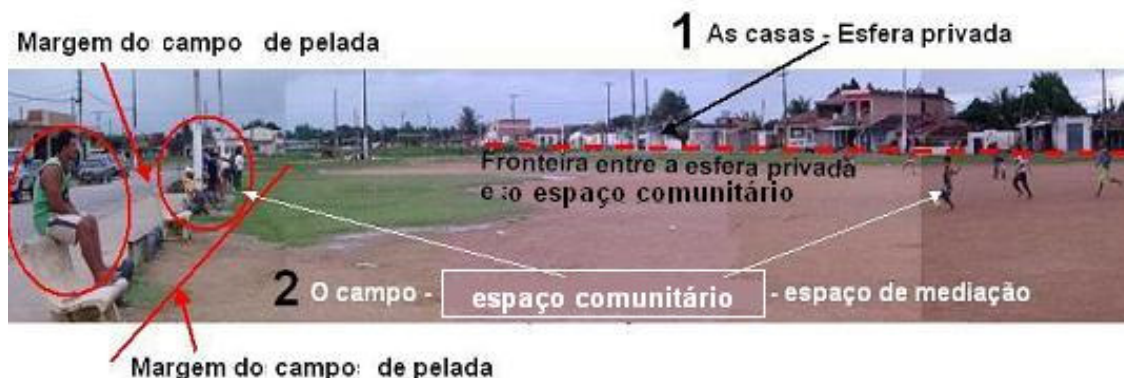 1 As casas - Esfera privada
Margem do campo de pelada
Fronteira entre a esfera privada
e o espaço comunitário
2 O campo - espaço comunitário - espaço de mediação
Margem do campo de pelada